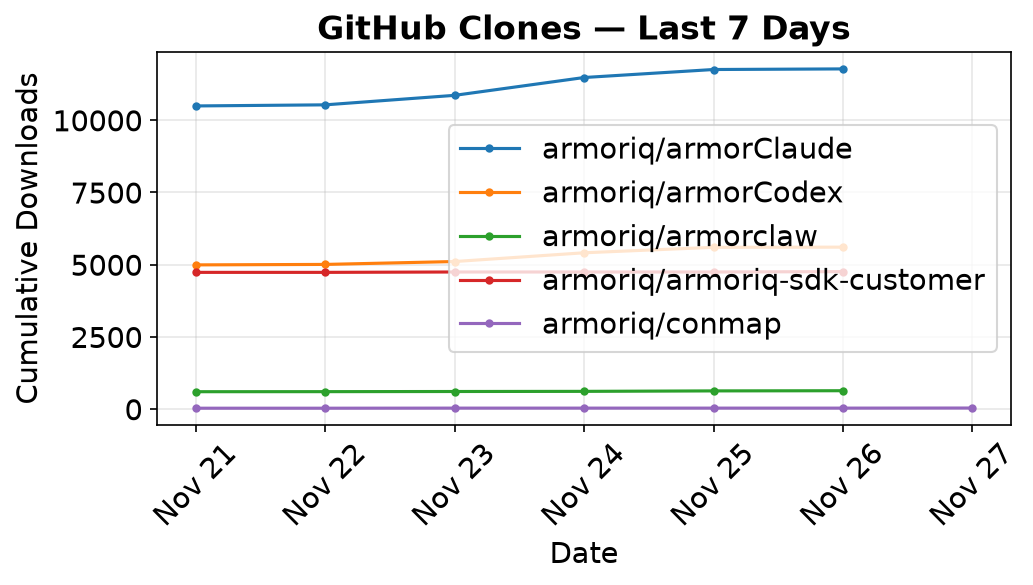 GitHub Clones — Last 7 Days
Cumulative Downloads
10000
7500
5000
2500
0
armoriq/armorClaude
armoriq/armorCodex
armoriq/armorclaw
armoriq/armoriq-sdk-customer
armoriq/conmap
Nov 21
Nov 22
Nov 23
Nov 24
Nov 25
Nov 26
Nov 27
Date